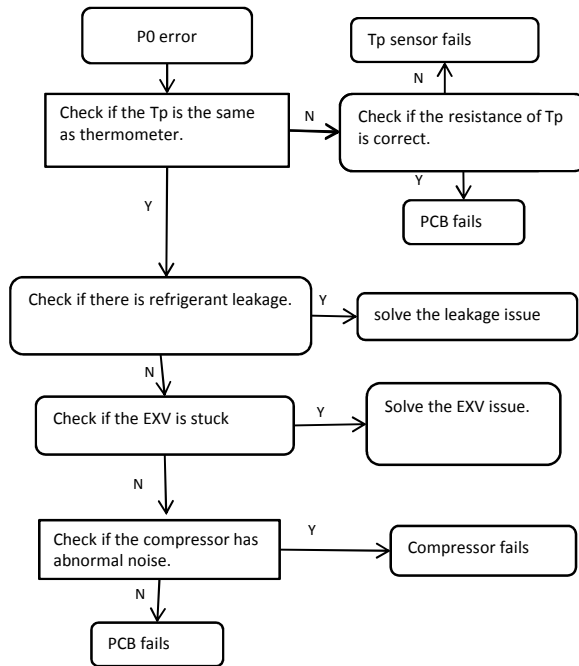 P0 error
Tp sensor fails
N
Check if the Tp is the same
as thermometer.
N
Check if the resistance of Tp
is correct.
Y
Y
PCB fails
Check if there is refrigerant leakage.
Y
solve the leakage issue
N
Check if the EXV is stuck
Y
Solve the EXV issue.
N
Check if the compressor has
abnormal noise.
Y
Compressor fails
N
PCB fails